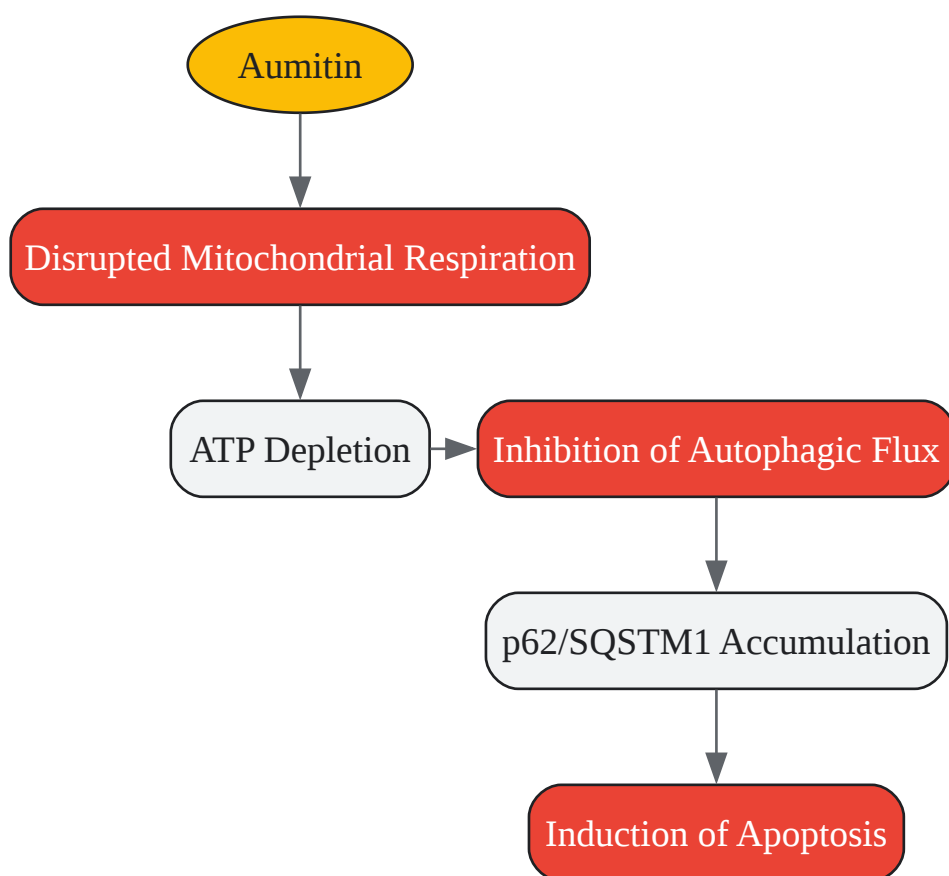 Aumitin
Disrupted Mitochondrial Respiration
ATP Depletion
Inhibition of Autophagic Flux
p62/SQSTM1 Accumulation
Induction of Apoptosis